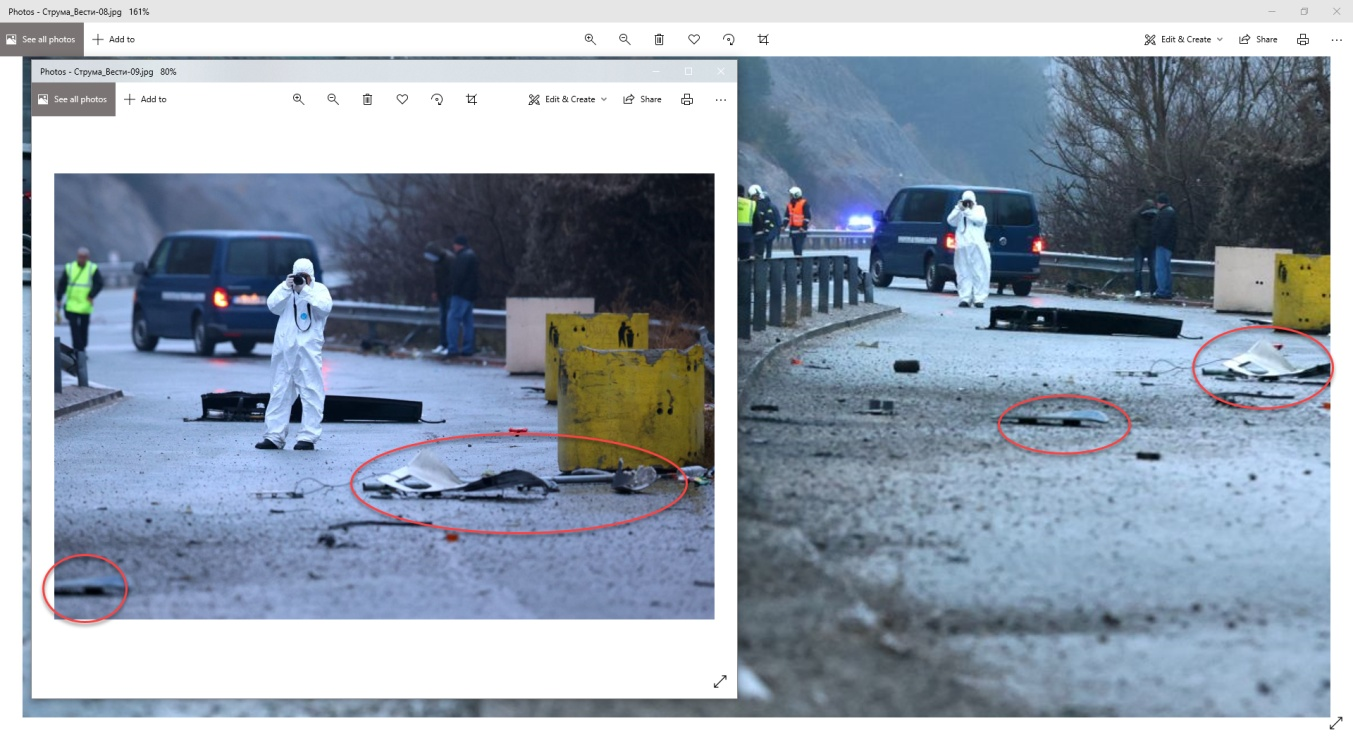 Photos - Струма_Вести-08.jpg 161%
See all photos
Add to
Edit & Create
Share
Photos - Струма_Вести-09.jpg 80%
See all photos
Add to
Edit & Create
Share